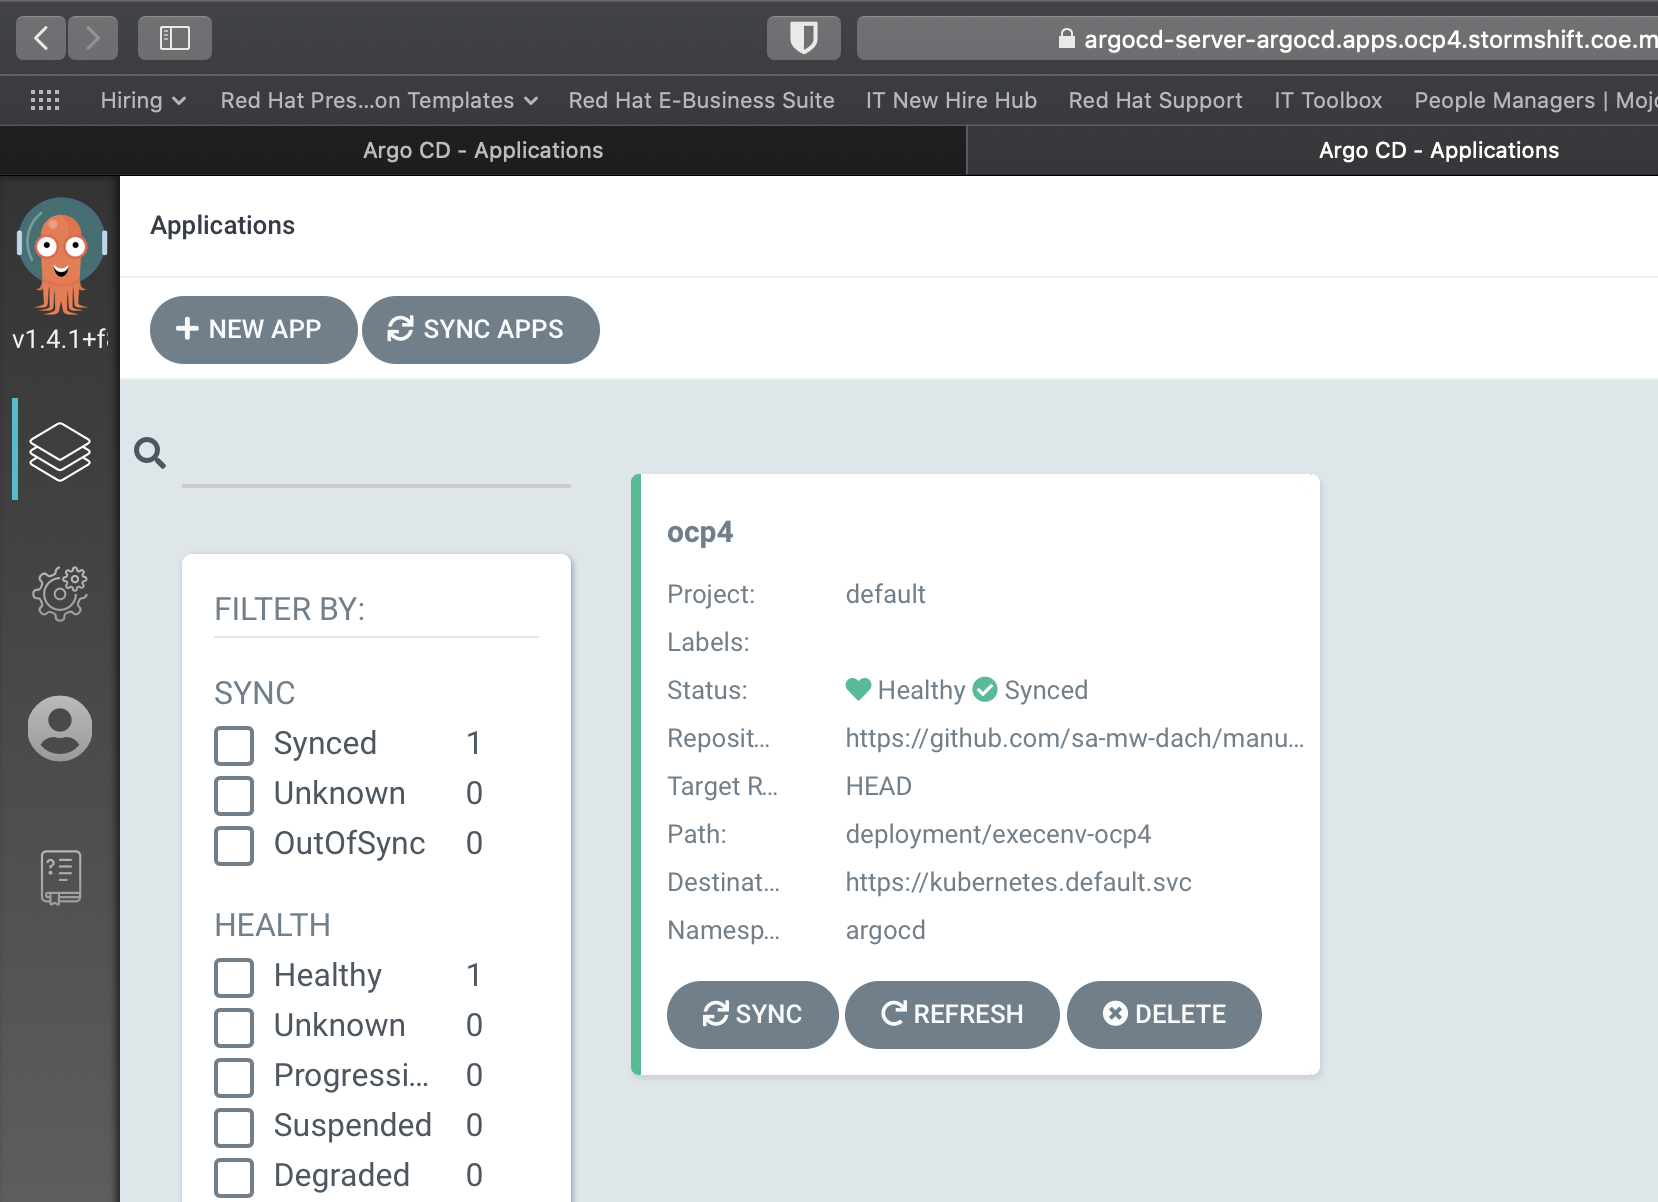 argocd-server-argocd.apps.ocp4.stormshift.coe.m
Hiring Red Hat Pres...on Templates Red Hat E-Business Suite IT New Hire Hub Red Hat Support IT Toolbox People Managers | Mojo
Argo CD - Applications Argo CD - Applications
Applications
v1.4.1+f
NEW APP SYNC APPS
FILTER BY:
SYNC
Synced 1
Unknown 0
OutOfSync 0
HEALTH
Healthy 1
Unknown 0
Progressi... 0
Suspended 0
Degraded 0
ocp4
Project: default
Labels:
Status: Healthy Synced
Reposit... https://github.com/sa-mw-dach/manu...
Target R... HEAD
Path: deployment/execenv-ocp4
Destinat... https://kubernetes.default.svc
Namesp... argocd
SYNC REFRESH DELETE